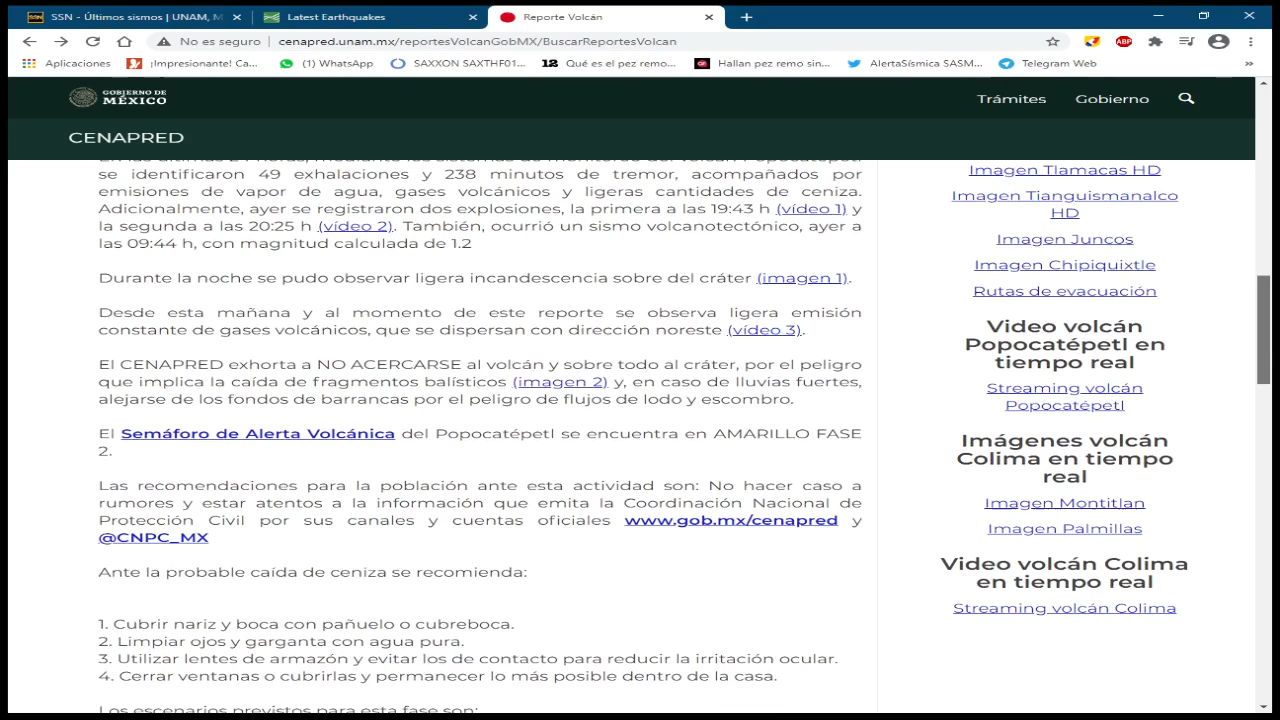 SSN - Últimos sismos | UNAM, M
Latest Earthquakes
Reporte Volcán
No es seguro
cenapred.unam.mx/reportesVolcanGobMX/BuscarReportesVolcan
ABP
Aplicaciones
¡Impresionante! Ca...
(1) WhatsApp
SAXXON SAXTHF01...
12 Qué es el pez remo...
Hallan pez remo sin...
AlertaSísmica SASM...
Telegram Web
»
GOBIERNO DE
MÉXICO
Trámites
Gobierno
CENAPRED
En las últimas 24 horas, mediante los sistemas de monitoreo del volcán Popocatépetl
se identificaron 49 exhalaciones y 238 minutos de tremor, acompañados por
emisiones de vapor de agua, gases volcánicos y ligeras cantidades de ceniza.
Adicionalmente, ayer se registraron dos explosiones, la primera a las 19:43 h (vídeo 1) y
la segunda a las 20:25 h (vídeo 2). También, ocurrió un sismo volcanotectónico, ayer a
las 09:44 h, con magnitud calculada de 1.2
Durante la noche se pudo observar ligera incandescencia sobre del cráter (imagen 1).
Desde esta mañana y al momento de este reporte se observa ligera emisión
constante de gases volcánicos, que se dispersan con dirección noreste (vídeo 3).
El CENAPRED exhorta a NO ACERCARSE al volcán y sobre todo al cráter, por el peligro
que implica la caída de fragmentos balísticos (imagen 2) y, en caso de lluvias fuertes,
alejarse de los fondos de barrancas por el peligro de flujos de lodo y escombro.
El Semáforo de Alerta Volcánica del Popocatépetl se encuentra en AMARILLO FASE
2.
Las recomendaciones para la población ante esta actividad son: No hacer caso a
rumores y estar atentos a la información que emita la Coordinación Nacional de
Protección Civil por sus canales y cuentas oficiales www.gob.mx/cenapred y
@CNPC_MX
Ante la probable caída de ceniza se recomienda:
1. Cubrir nariz y boca con pañuelo o cubreboca.
2. Limpiar ojos y garganta con agua pura.
3. Utilizar lentes de armazón y evitar los de contacto para reducir la irritación ocular.
4. Cerrar ventanas o cubrirlas y permanecer lo más posible dentro de la casa.
Los escenarios previstos para esta fase son:
Imagen Tlamacas HD
Imagen Tianguismanalco
HD
Imagen Juncos
Imagen Chipiquixtle
Rutas de evacuación
Video volcán
Popocatépetl en
tiempo real
Streaming volcán
Popocatépetl
Imágenes volcán
Colima en tiempo
real
Imagen Montitlan
Imagen Palmillas
Video volcán Colima
en tiempo real
Streaming volcán Colima